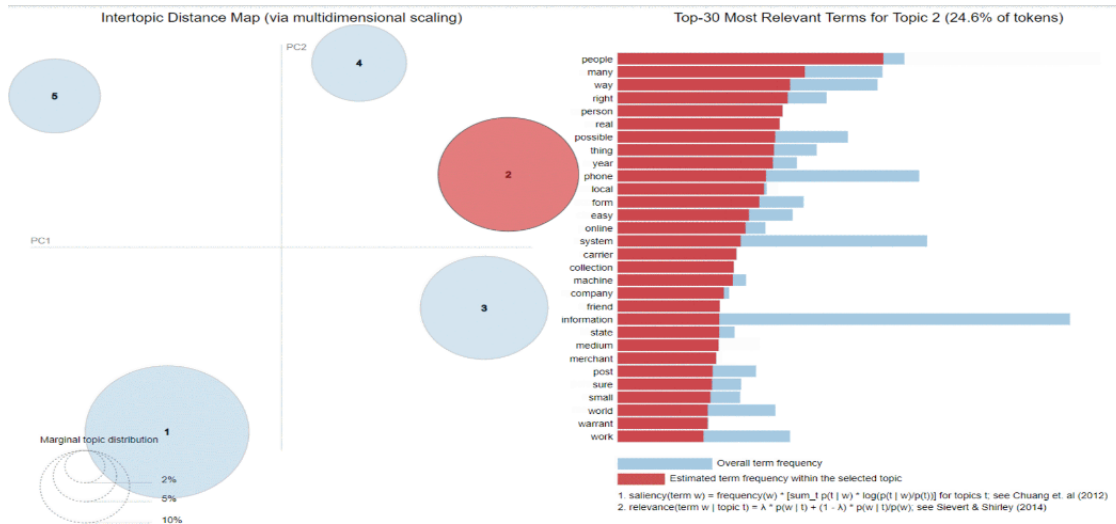 Intertopic Distance Map (via multidimensional scaling)
Top-30 Most Relevant Terms for Topic 2 (24.6% of tokens)
PC2
4
5
2
PC1
3
1
Marginal topic distribution
2%
5%
10%
people
many
way
right
person
real
possible
thing
year
phone
local
form
easy
online
system
carrier
collection
machine
company
friend
information
state
medium
merchant
post
sure
small
world
warrant
work
Overall term frequency
Estimated term frequency within the selected topic
1. saliency(term w) = frequency(w) * [sum_t p(t | w) * log(p(t | w)/p(t))] for topics t; see Chuang et. al (2012)
2. relevance(term w | topic t) = λ * p(w | t) + (1 - λ) * p(w | t)/p(w); see Sievert & Shirley (2014)